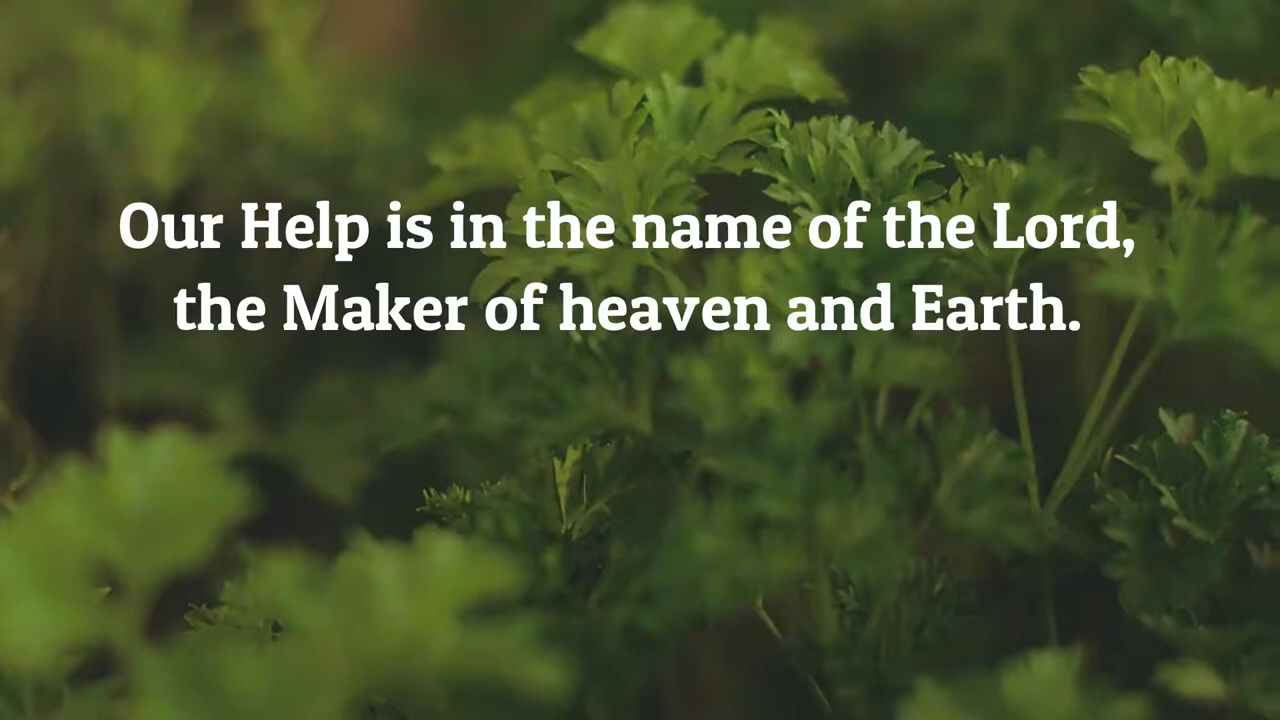 Our Help is in the name of the Lord,
the Maker of heaven and Earth.